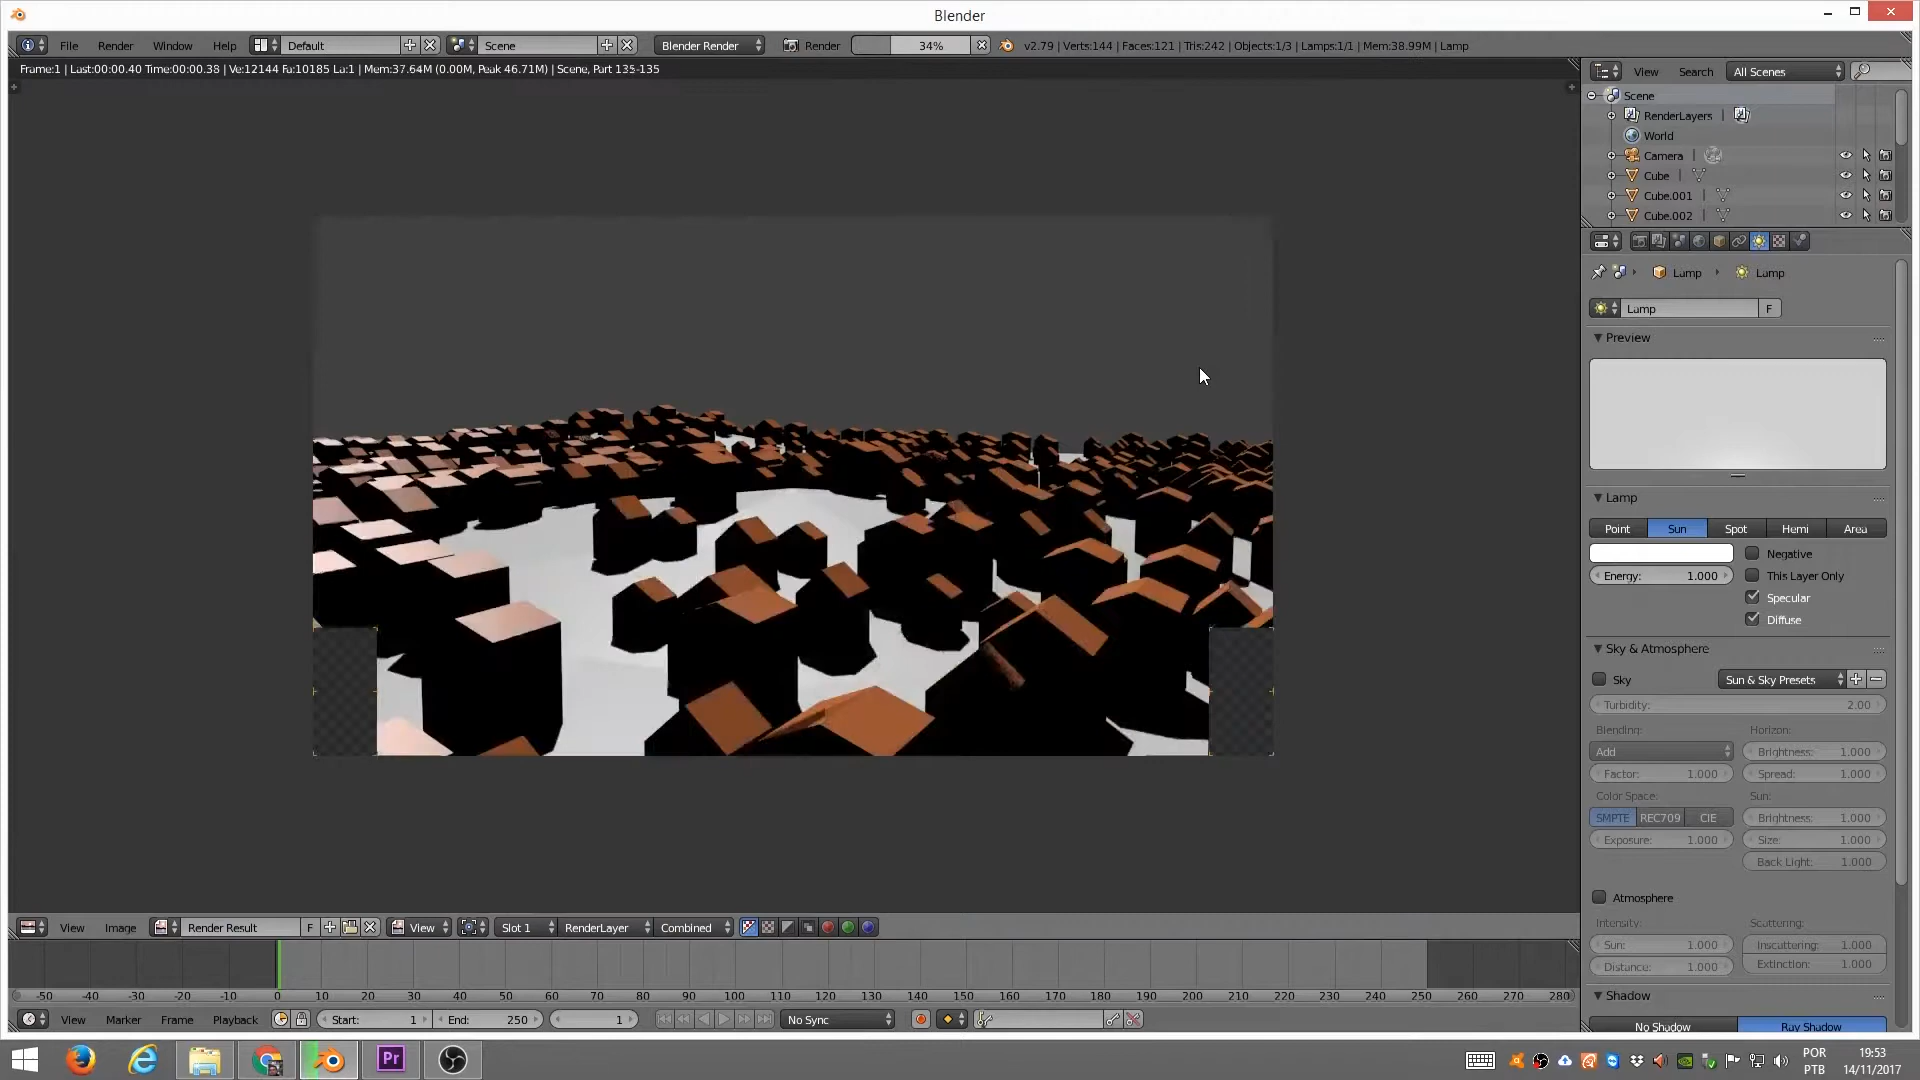 Blender
File Render Window Help Default Scene Blender Render Render 34% v2.79 | Verts:144 | Faces:121 | Tris:242 | Objects:1/3 | Lamps:1/1 | Mem:38.99M | Lamp
Frame:1 | Last:00:00.40 Time:00:00.38 | Ve:12144 Fa:10185 La:1 | Mem:37.64M (0.00M, Peak 46.71M) | Scene, Part 135-135
View Search All Scenes
Scene
RenderLayers |
World
Camera |
Cube |
Cube.001 |
Cube.002 |
Lamp Lamp
Lamp F
Preview
Lamp
Point Sun Spot Hemi Area
Negative
Energy: 1.000 This Layer Only
Specular
Diffuse
Sky & Atmosphere
Sky Sun & Sky Presets
Turbidity: 2.00
Blending: Horizon:
Add Brightness: 1.000
Factor: 1.000 Spread: 1.000
Color Space: Sun:
SMPTE REC709 CIE Brightness: 1.000
Exposure: 1.000 Size: 1.000
Back Light: 1.000
Atmosphere
Intensity: Scattering:
Sun: 1.000 Inscattering: 1.000
Distance: 1.000 Extinction: 1.000
Shadow
No Shadow Ray Shadow
View Image Render Result F View Slot 1 RenderLayer Combined
-50 -40 -30 -20 -10 0 10 20 30 40 50 60 70 80 90 100 110 120 130 140 150 160 170 180 190 200 210 220 230 240 250 260 270 280
View Marker Frame Playback Start: 1 End: 250 1 No Sync
Pr
POR 19:53
PTB 14/11/2017